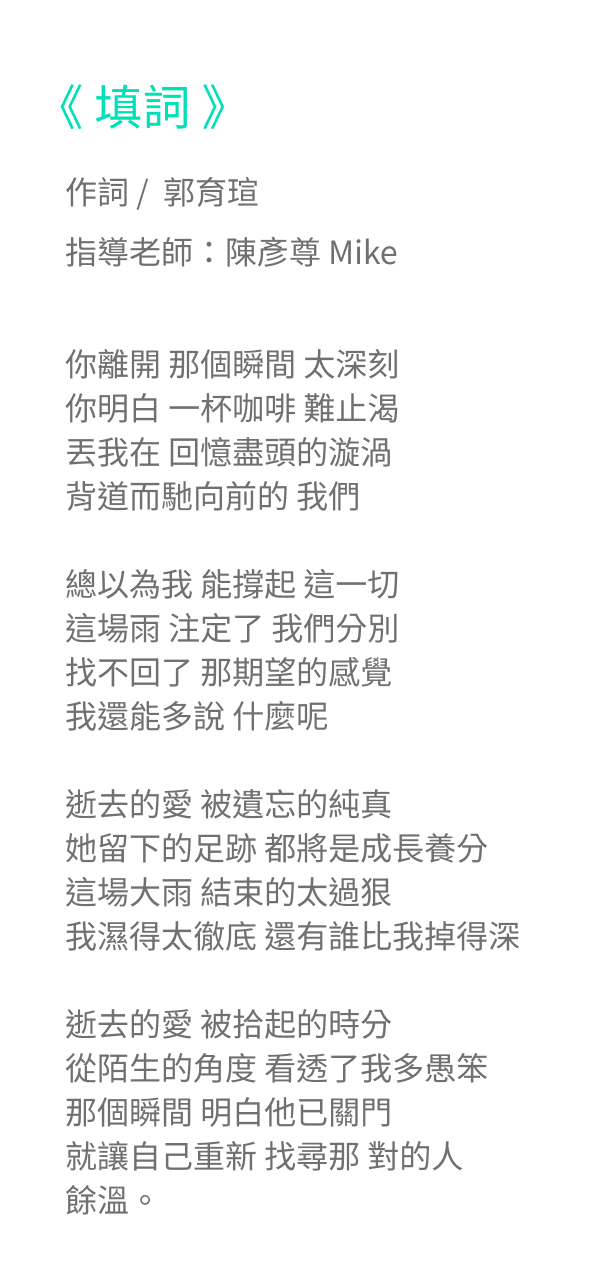 《 填詞 》
作詞 / 郭育瑄
指導老師：陳彥尊 Mike
你離開 那個瞬間 太深刻
你明白 一杯咖啡 難止渴
丟我在 回憶盡頭的漩渦
背道而馳向前的 我們
總以為我 能撐起 這一切
這場雨 注定了 我們分別
找不回了 那期望的感覺
我還能多說 什麼呢
逝去的愛 被遺忘的純真
她留下的足跡 都將是成長養分
這場大雨 結束的太過狠
我濕得太徹底 還有誰比我掉得深
逝去的愛 被拾起的時分
從陌生的角度 看透了我多愚笨
那個瞬間 明白他已關門
就讓自己重新 找尋那 對的人
餘溫。